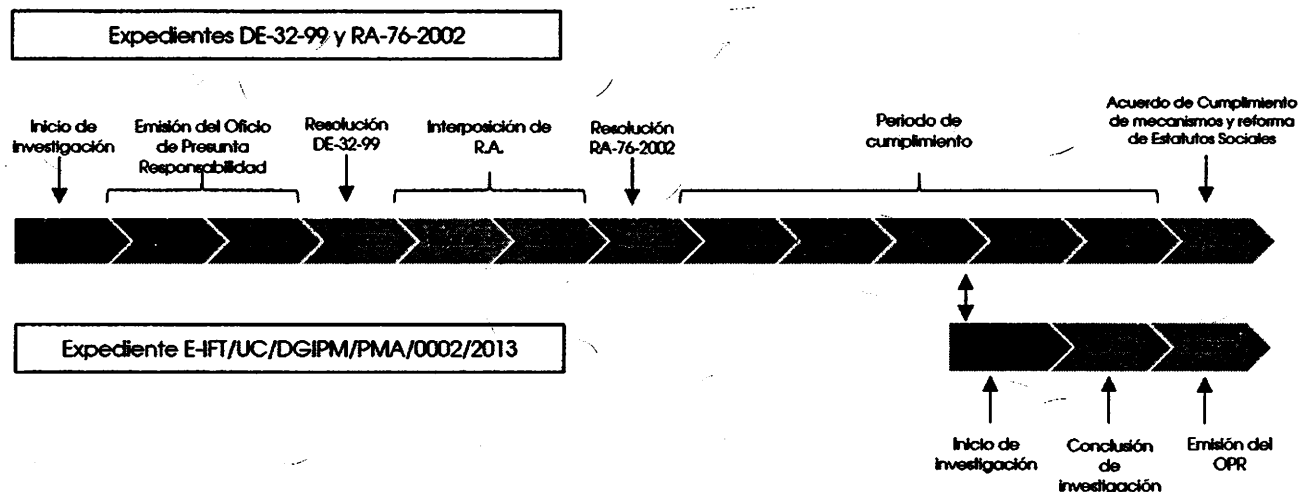 Expedientes DE-32-99 y RA-76-2002
Inicio de
investigación
Emisión del Oficio
de Presunta
Responsabilidad
Resolución
DE-32-99
Interposición de
R.A.
Resolución
RA-76-2002
Periodo de
cumplimiento
Acuerdo de Cumplimiento
de mecanismos y reforma
de Estatutos Sociales
Expediente E-IFT/UC/DGIPM/PMA/0002/2013
Inicio de
investigación
Conclusión
de
investigación
Emisión del
OPR